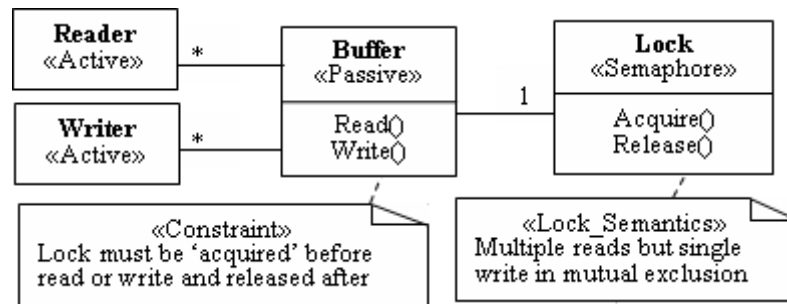 Reader
«Active»
*
Writer
«Active»
*
Buffer
«Passive»
Read()
Write()
1
Lock
«Semaphore»
Acquire()
Release()
«Constraint»
Lock must be ‘acquired’ before
read or write and released after
«Lock_Semantics»
Multiple reads but single
write in mutual exclusion